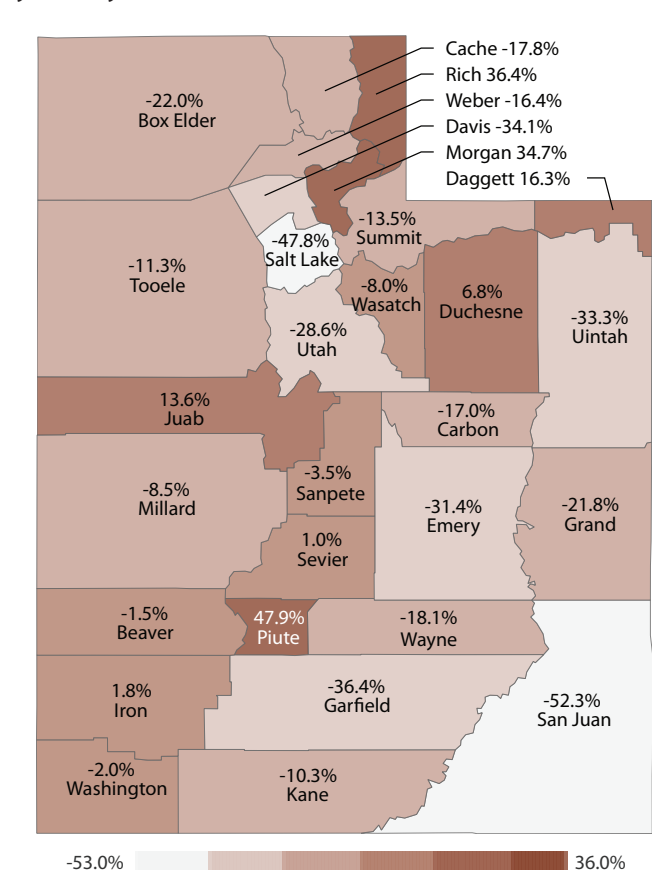 Cache -17.8%
Rich 36.4%
Weber -16.4%
Davis -34.1%
Morgan 34.7%
Daggett 16.3%
-22.0%
Box Elder
-13.5%
Summit
-47.8%
Salt Lake
-11.3%
Tooele
-8.0%
Wasatch
6.8%
Duchesne
-33.3%
Uintah
-28.6%
Utah
13.6%
Juab
-17.0%
Carbon
-3.5%
Sanpete
-8.5%
Millard
-31.4%
Emery
-21.8%
Grand
1.0%
Sevier
-1.5%
Beaver
47.9%
Piute
-18.1%
Wayne
1.8%
Iron
-36.4%
Garfield
-52.3%
San Juan
-2.0%
Washington
-10.3%
Kane
-53.0%
36.0%